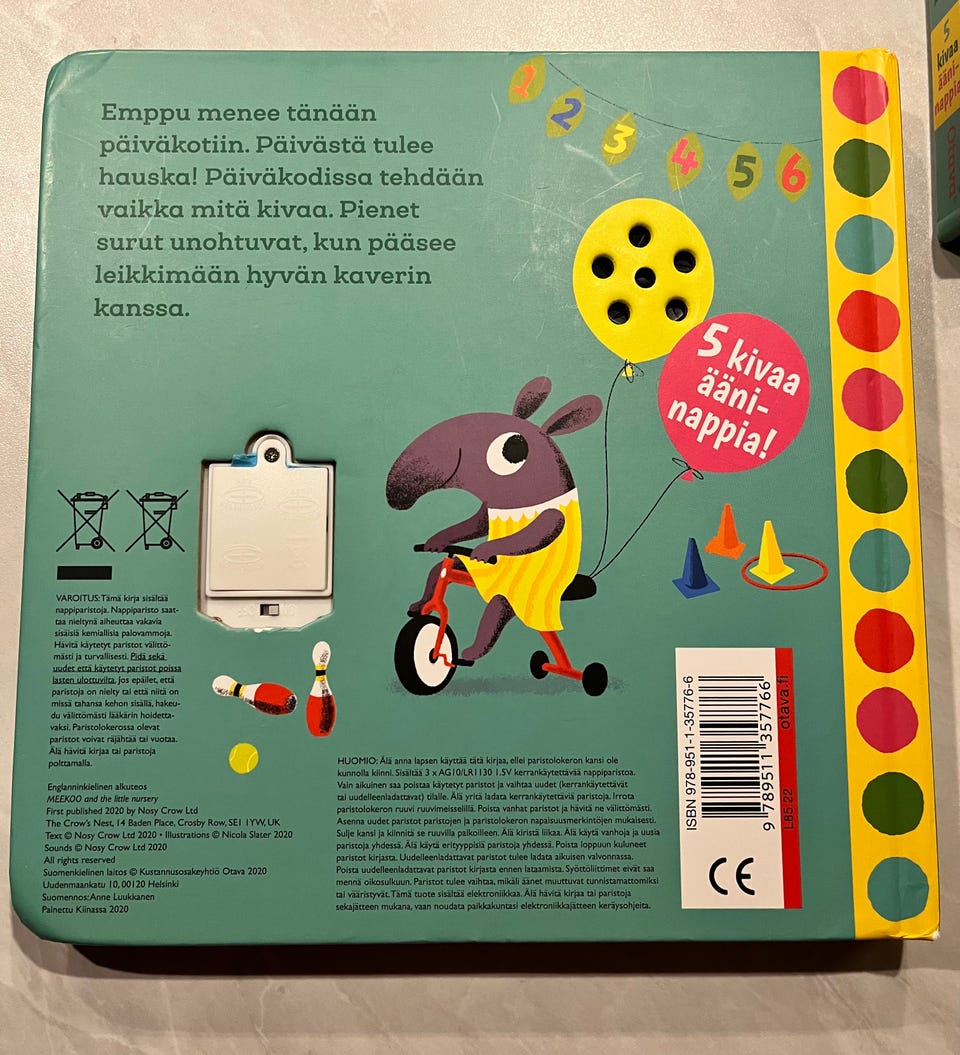 Emppu menee tänään
päiväkotiin. Päivästä tulee
hauska! Päiväkodissa tehdään
vaikka mitä kivaa. Pienet
surut unohtuvat, kun pääsee
leikkimään hyvän kaverin
kanssa.
1 2 3 4 5 6
5 kivaa
ääni-
nappia!
5
kivaa
ääni-
nappia
VAROITUS: Tämä kirja sisältää
nappiparistoja. Nappiparisto saat-
taa nieltynä aiheuttaa vakavia
sisäisiä kemiallisia palovammoja.
Hävitä käytetyt paristot välittö-
mästi ja turvallisesti. Pidä sekä
uudet että käytetyt paristot poissa
lasten ulottuvilta. Jos epäilet, että
paristoja on nielty tai että niitä on
missä tahansa kehon sisällä, hakeu-
du välittömästi lääkärin hoidetta-
vaksi. Paristolokerossa olevat
paristot voivat räjähtää tai vuotaa.
Älä hävitä kirjaa tai paristoja
polttamalla.
Englanninkielinen alkuteos
MEEKOO and the little nursery
First published 2020 by Nosy Crow Ltd
The Crow's Nest, 14 Baden Place, Crosby Row, SE1 1YW, UK
Text © Nosy Crow Ltd 2020 • Illustrations © Nicola Slater 2020
Sounds © Nosy Crow Ltd 2020
All rights reserved
Suomenkielinen laitos © Kustannusosakeyhtiö Otava 2020
Uudenmaankatu 10, 00120 Helsinki
Suomennos: Anne Luukkanen
Painettu Kiinassa 2020
HUOMIO: Älä anna lapsen käyttää tätä kirjaa, ellei paristolokeron kansi ole
kunnolla kiinni. Sisältää 3 x AG10/LR1130 1.5V kerrankäytettävää nappiparistoa.
Vain aikuinen saa poistaa käytetyt paristot ja vaihtaa uudet (kerrankäytettävät
tai uudelleenladattavat) tilalle. Älä yritä ladata kerrankäytettäviä paristoja. Irrota
paristolokeron ruuvi ruuvimeisselillä. Poista vanhat paristot ja hävitä ne välittömästi.
Asenna uudet paristot paristojen ja paristolokeron napaisuusmerkintöjen mukaisesti.
Sulje kansi ja kiinnitä se ruuvilla paikoilleen. Älä kiristä liikaa. Älä käytä vanhoja ja uusia
paristoja yhdessä. Älä käytä erityyppisiä paristoja yhdessä. Poista loppuun kuluneet
paristot kirjasta. Uudelleenladattavat paristot tulee ladata aikuisen valvonnassa.
Poista uudelleenladattavat paristot kirjasta ennen lataamista. Syöttöliittimet eivät saa
mennä oikosulkuun. Paristot tulee vaihtaa, mikäli äänet muuttuvat tunnistamattomiksi
tai vääristyvät. Tämä tuote sisältää elektroniikkaa. Älä hävitä kirjaa tai paristoja
sekajätteen mukana, vaan noudata paikkakuntasi elektroniikkajätteen keräysohjeita.
ISBN 978-951-1-35776-6
9 789511 357766
L85.22 otava.fi
CE